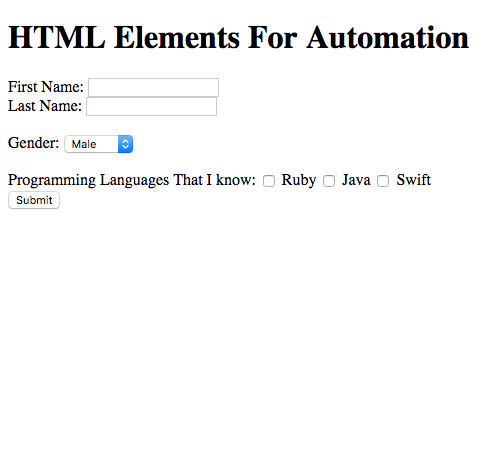 HTML Elements For Automation
First Name:
Last Name:
Gender: Male
Programming Languages That I know: Ruby Java Swift
Submit